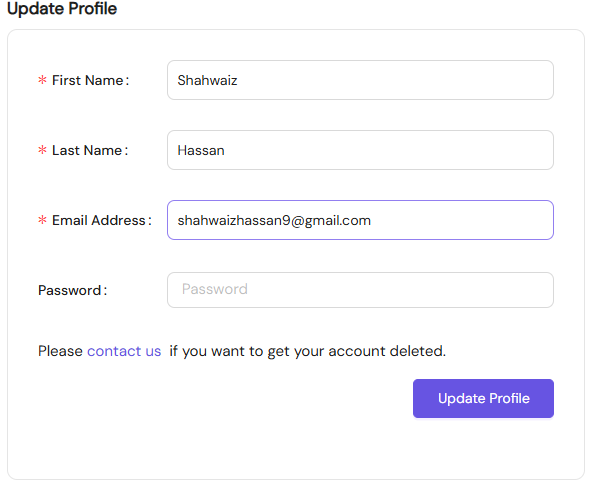 Update Profile
* First Name :
Shahwaiz
* Last Name :
Hassan
* Email Address :
shahwaizhassan9@gmail.com
Password :
Password
Please contact us if you want to get your account deleted.
Update Profile